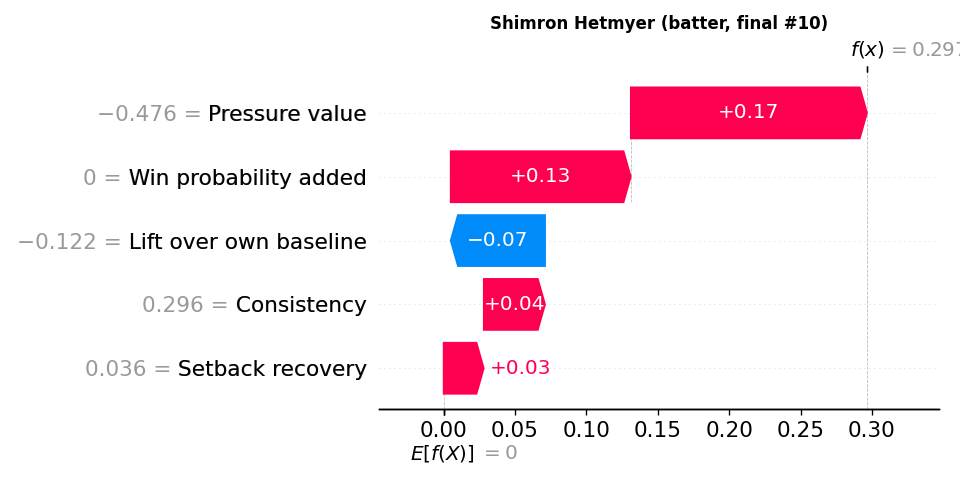 Shimron Hetmyer (batter, final #10)
f(x) = 0.297
−0.476 = Pressure value
+0.17
0 = Win probability added
+0.13
−0.122 = Lift over own baseline
−0.07
0.296 = Consistency
+0.04
0.036 = Setback recovery
+0.03
0.00 0.05 0.10 0.15 0.20 0.25 0.30
E[f(X)] = 0